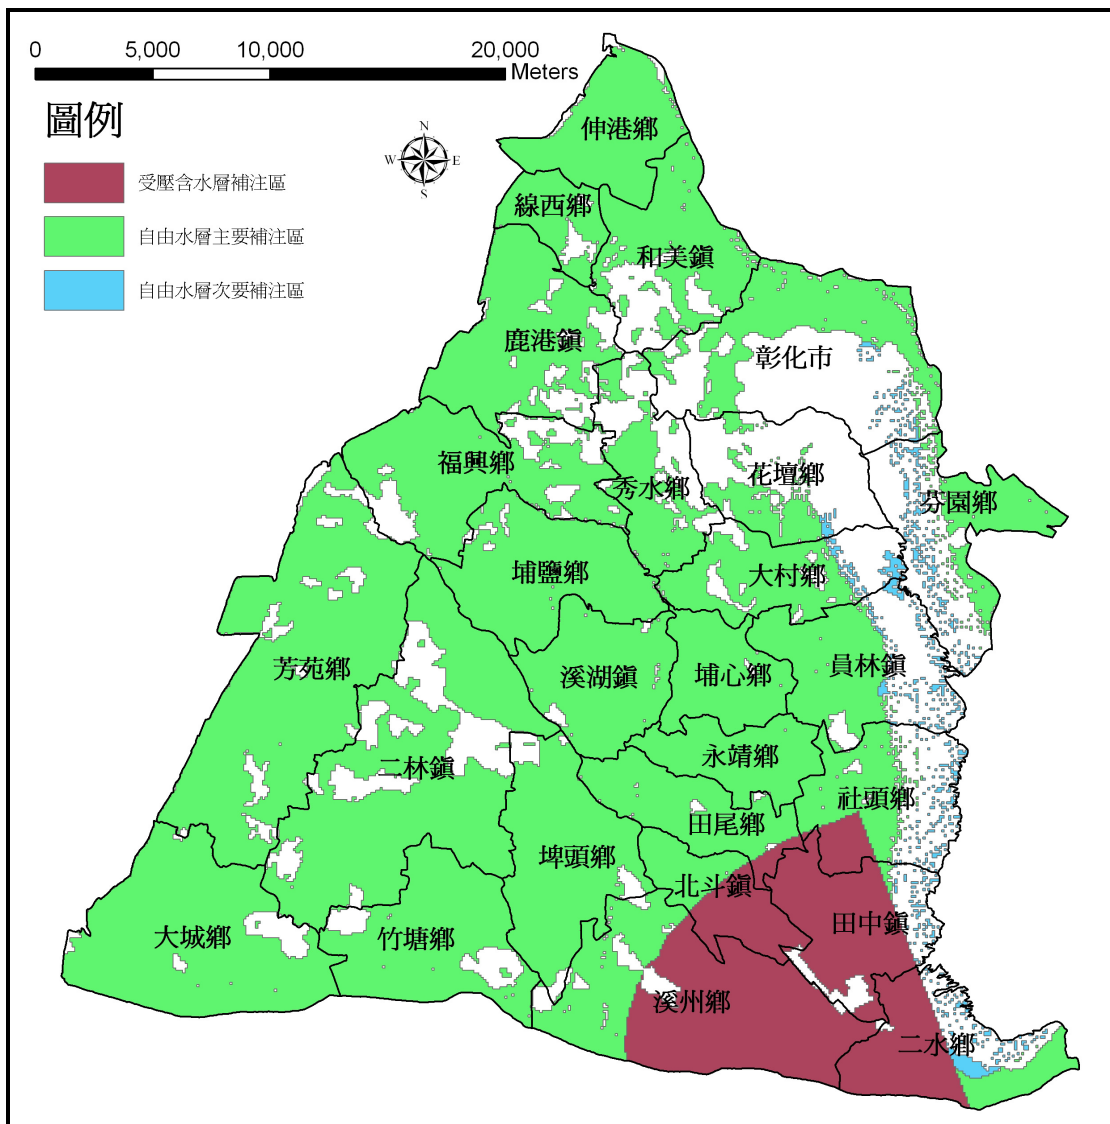 0 5,000 10,000 20,000
Meters
圖例
受壓含水層補注區
自由水層主要補注區
自由水層次要補注區
N
W E
S
伸港鄉
線西鄉
和美鎮
鹿港鎮
彰化市
福興鄉
秀水鄉
花壇鄉
分園鄉
埔鹽鄉
大村鄉
芳苑鄉
溪湖鎮
埔心鄉
員林鎮
二林鎮
永靖鄉
社頭鄉
田尾鄉
埤頭鄉
北斗鎮
田中鎮
大城鄉
竹塘鄉
溪州鄉
二水鄉